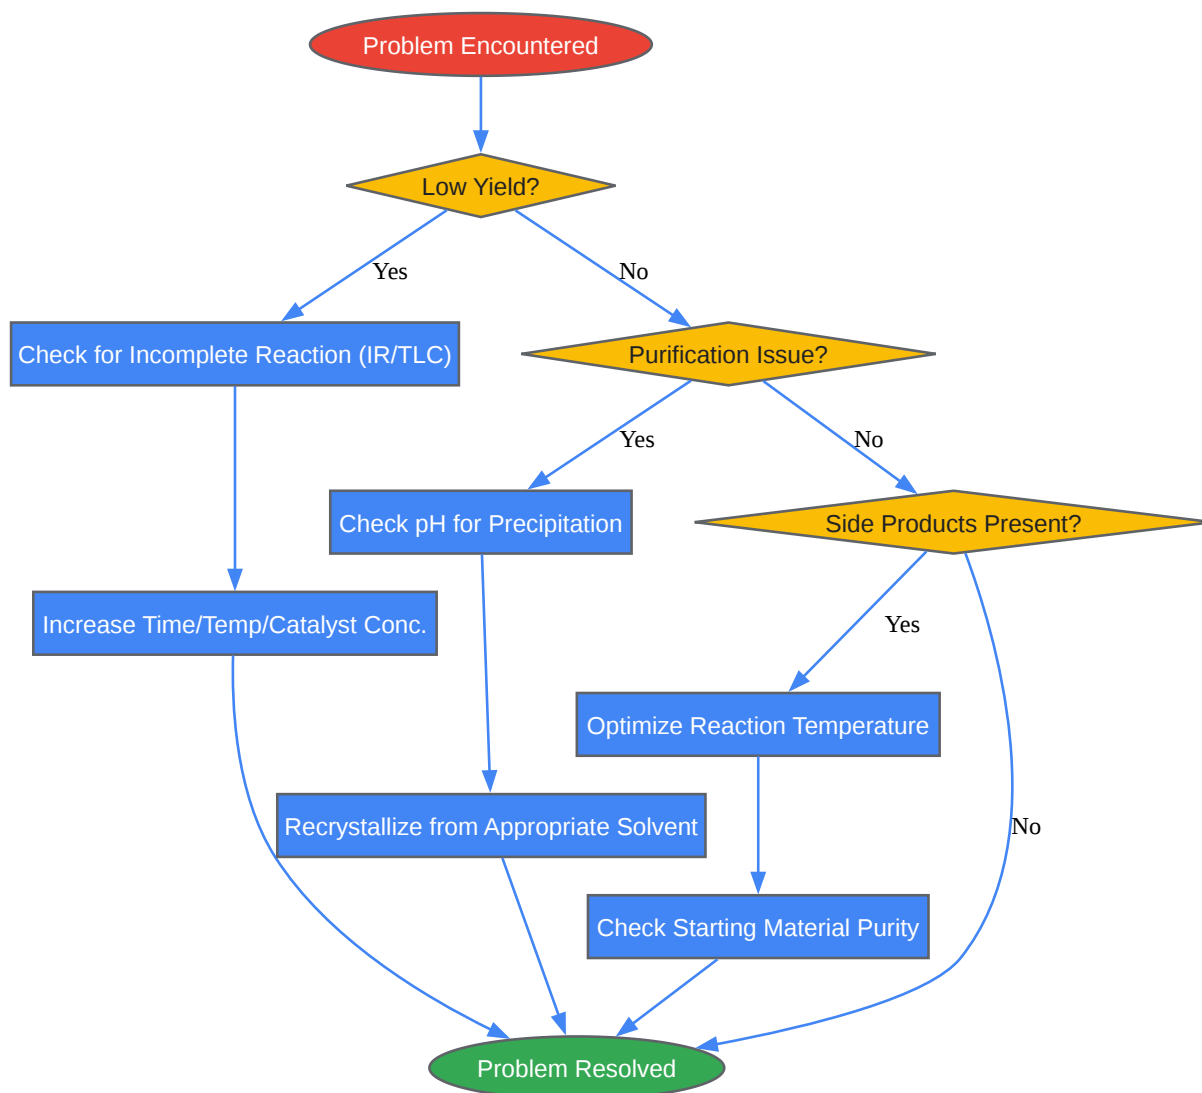 Problem Encountered
Low Yield?
Yes
No
Check for Incomplete Reaction (IR/TLC)
Purification Issue?
Yes
No
Check pH for Precipitation
Side Products Present?
Increase Time/Temp/Catalyst Conc.
Yes
Optimize Reaction Temperature
Recrystallize from Appropriate Solvent
No
Check Starting Material Purity
Problem Resolved